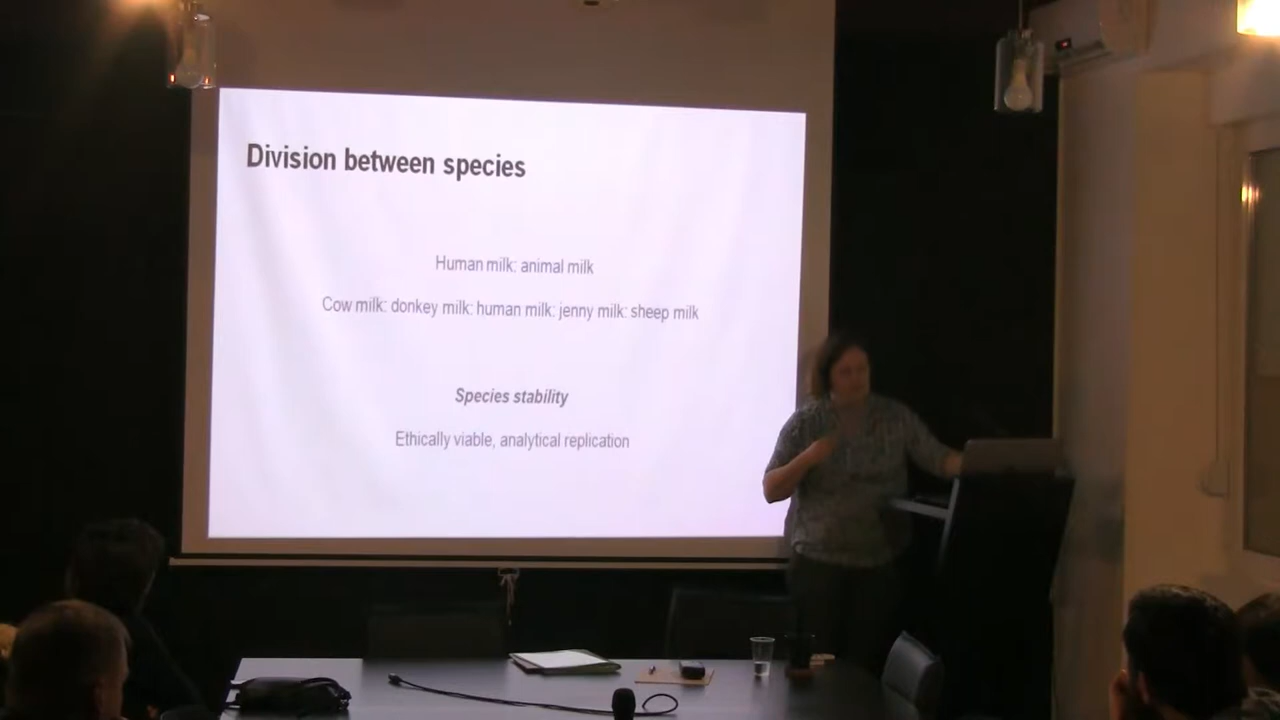 Division between species
Human milk: animal milk
Cow milk: donkey milk: human milk: jenny milk: sheep milk
Species stability
Ethically viable, analytical replication